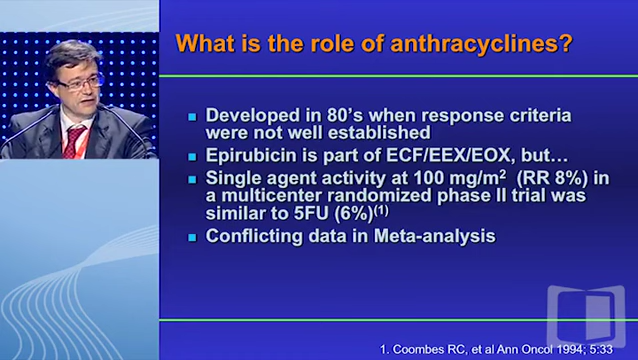 What is the role of anthracyclines?
Developed in 80's when response criteria
were not well established
Epirubicin is part of ECF/EEX/EOX, but…
Single agent activity at 100 mg/m² (RR 8%) in
a multicenter randomized phase II trial was
similar to 5FU (6%)(1)
Conflicting data in Meta-analysis
1. Coombes RC, et al Ann Oncol 1994; 5:33